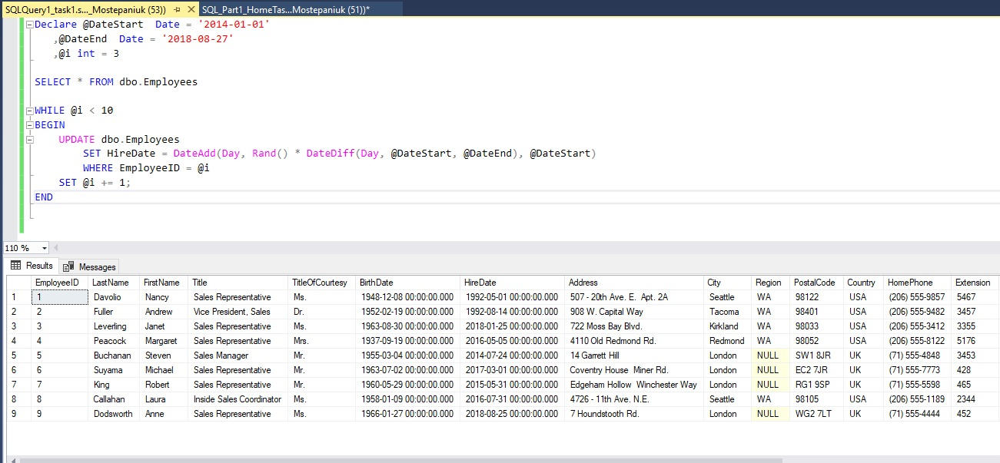 SQLQuery1_task1.s..._Mostepaniuk (53)) SQL_Part1_HomeTas...Mostepaniuk (51))*
Declare @DateStart  Date = '2014-01-01'
,@DateEnd  Date = '2018-08-27'
,@i int = 3
SELECT * FROM dbo.Employees
WHILE @i < 10
BEGIN
UPDATE dbo.Employees
SET HireDate = DateAdd(Day, Rand() * DateDiff(Day, @DateStart, @DateEnd), @DateStart)
WHERE EmployeeID = @i
SET @i += 1;
END
110 %
Results Messages
EmployeeID LastName FirstName Title TitleOfCourtesy BirthDate HireDate Address City Region PostalCode Country HomePhone Extension
1 1 Davolio Nancy Sales Representative Ms. 1948-12-08 00:00:00.000 1992-05-01 00:00:00.000 507 - 20th Ave. E.  Apt. 2A Seattle WA 98122 USA (206) 555-9857 5467
2 2 Fuller Andrew Vice President, Sales Dr. 1952-02-19 00:00:00.000 1992-08-14 00:00:00.000 908 W. Capital Way Tacoma WA 98401 USA (206) 555-9482 3457
3 3 Leverling Janet Sales Representative Ms. 1963-08-30 00:00:00.000 2018-01-25 00:00:00.000 722 Moss Bay Blvd. Kirkland WA 98033 USA (206) 555-3412 3355
4 4 Peacock Margaret Sales Representative Mrs. 1937-09-19 00:00:00.000 2016-05-05 00:00:00.000 4110 Old Redmond Rd. Redmond WA 98052 USA (206) 555-8122 5176
5 5 Buchanan Steven Sales Manager Mr. 1955-03-04 00:00:00.000 2014-07-24 00:00:00.000 14 Garrett Hill London NULL SW1 8JR UK (71) 555-4848 3453
6 6 Suyama Michael Sales Representative Mr. 1963-07-02 00:00:00.000 2017-03-01 00:00:00.000 Coventry House  Miner Rd. London NULL EC2 7JR UK (71) 555-7773 428
7 7 King Robert Sales Representative Mr. 1960-05-29 00:00:00.000 2015-05-31 00:00:00.000 Edgeham Hollow  Winchester Way London NULL RG1 9SP UK (71) 555-5598 465
8 8 Callahan Laura Inside Sales Coordinator Ms. 1958-01-09 00:00:00.000 2016-07-31 00:00:00.000 4726 - 11th Ave. N.E. Seattle WA 98105 USA (206) 555-1189 2344
9 9 Dodsworth Anne Sales Representative Ms. 1966-01-27 00:00:00.000 2018-08-25 00:00:00.000 7 Houndstooth Rd. London NULL WG2 7LT UK (71) 555-4444 452